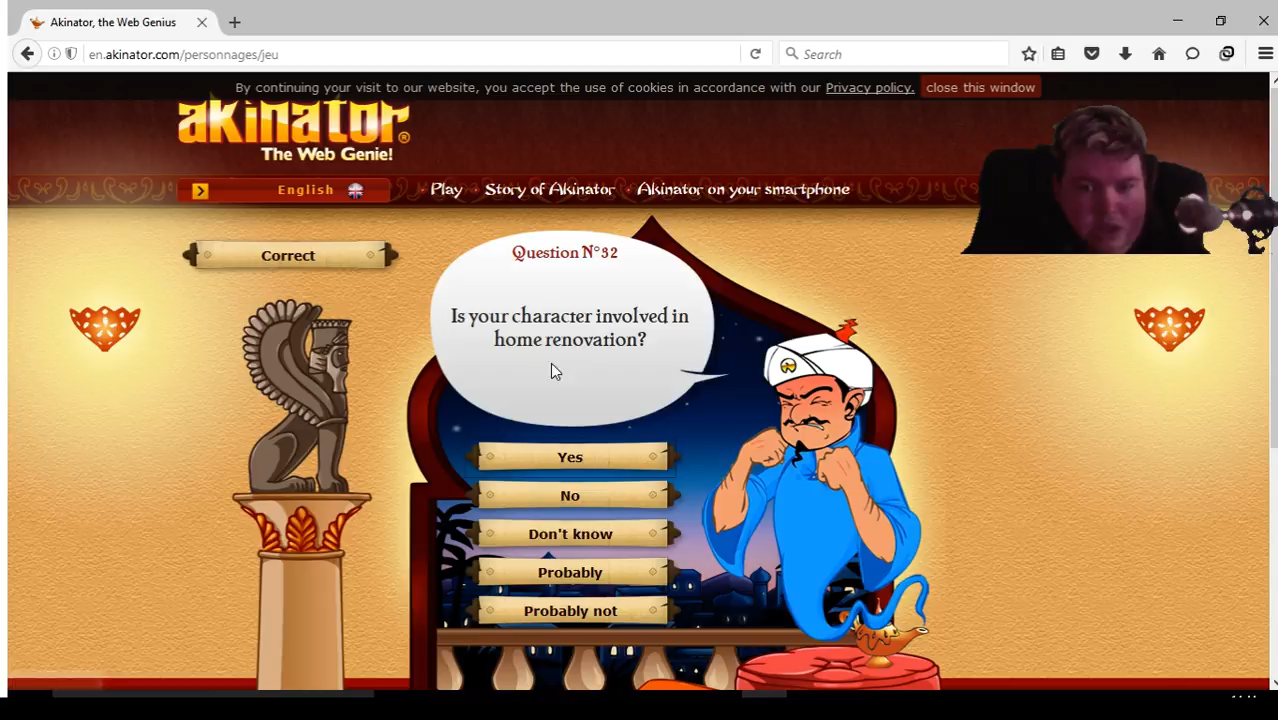 Akinator, the Web Genius
en.akinator.com/personnages/jeu
Search
By continuing your visit to our website, you accept the use of cookies in accordance with our Privacy policy. close this window
akinator®
The Web Genie!
English
Play · Story of Akinator · Akinator on your smartphone
Correct
Question N°32
Is your character involved in
home renovation?
Yes
No
Don't know
Probably
Probably not